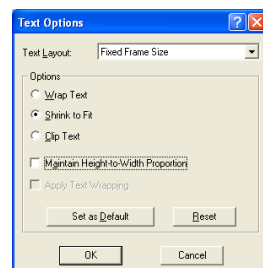 Text Options
Text Layout: Fixed Frame Size
Options
Wrap Text
Shrink to Fit
Clip Text
Maintain Height-to-Width Proportion
Apply Text Wrapping
Set as Default Reset
OK Cancel